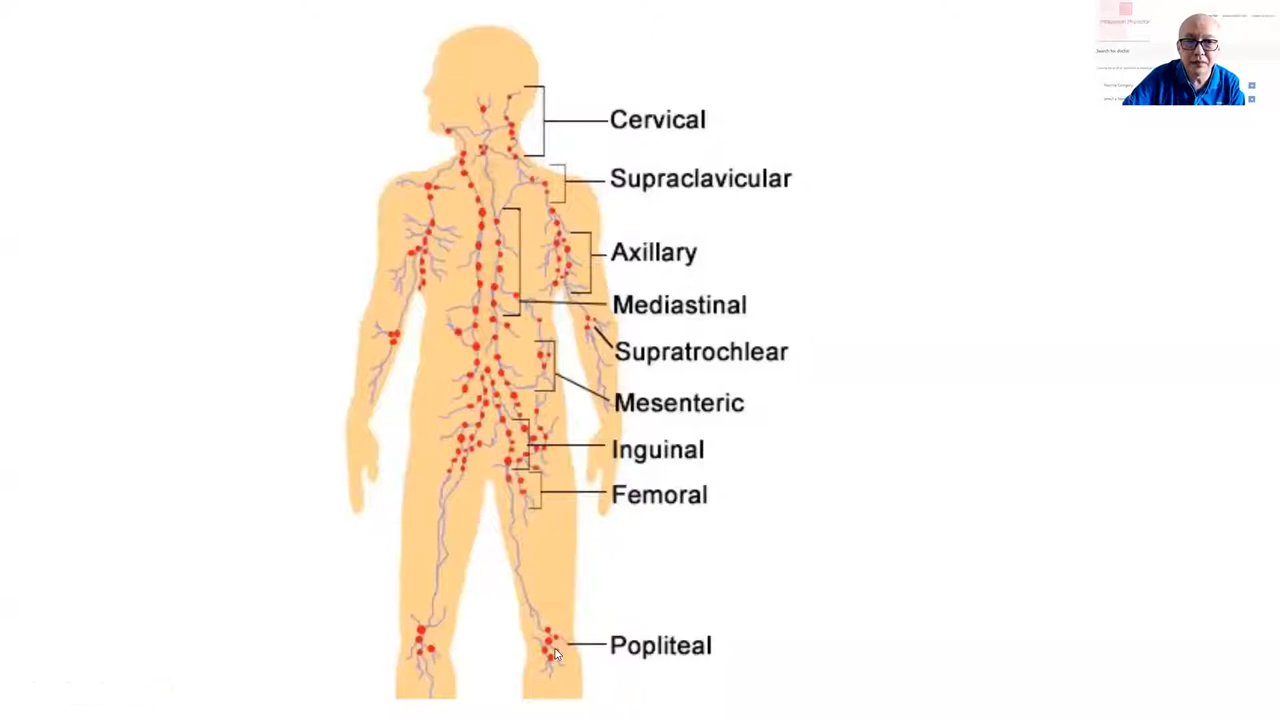 Cervical
Supraclavicular
Axillary
Mediastinal
Supratrochlear
Mesenteric
Inguinal
Femoral
Popliteal